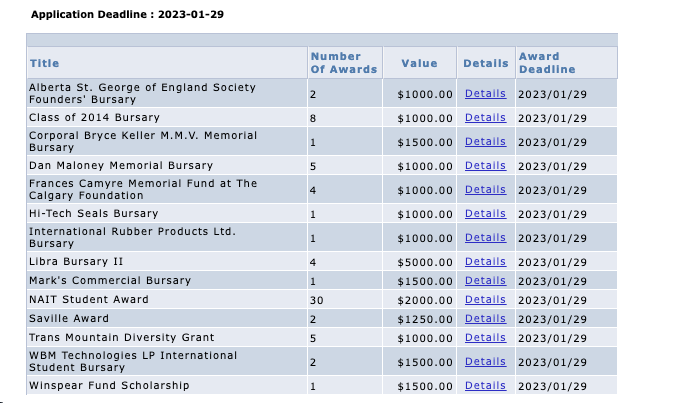 Application Deadline : 2023-01-29
Title Number Of Awards Value Details Award Deadline
Alberta St. George of England Society Founders' Bursary 2 $1000.00 Details 2023/01/29
Class of 2014 Bursary 8 $1000.00 Details 2023/01/29
Corporal Bryce Keller M.M.V. Memorial Bursary 1 $1500.00 Details 2023/01/29
Dan Maloney Memorial Bursary 5 $1000.00 Details 2023/01/29
Frances Camyre Memorial Fund at The Calgary Foundation 4 $1000.00 Details 2023/01/29
Hi-Tech Seals Bursary 1 $1000.00 Details 2023/01/29
International Rubber Products Ltd. Bursary 1 $1000.00 Details 2023/01/29
Libra Bursary II 4 $5000.00 Details 2023/01/29
Mark's Commercial Bursary 1 $1500.00 Details 2023/01/29
NAIT Student Award 30 $2000.00 Details 2023/01/29
Saville Award 2 $1250.00 Details 2023/01/29
Trans Mountain Diversity Grant 5 $1000.00 Details 2023/01/29
WBM Technologies LP International Student Bursary 2 $1500.00 Details 2023/01/29
Winspear Fund Scholarship 1 $1500.00 Details 2023/01/29